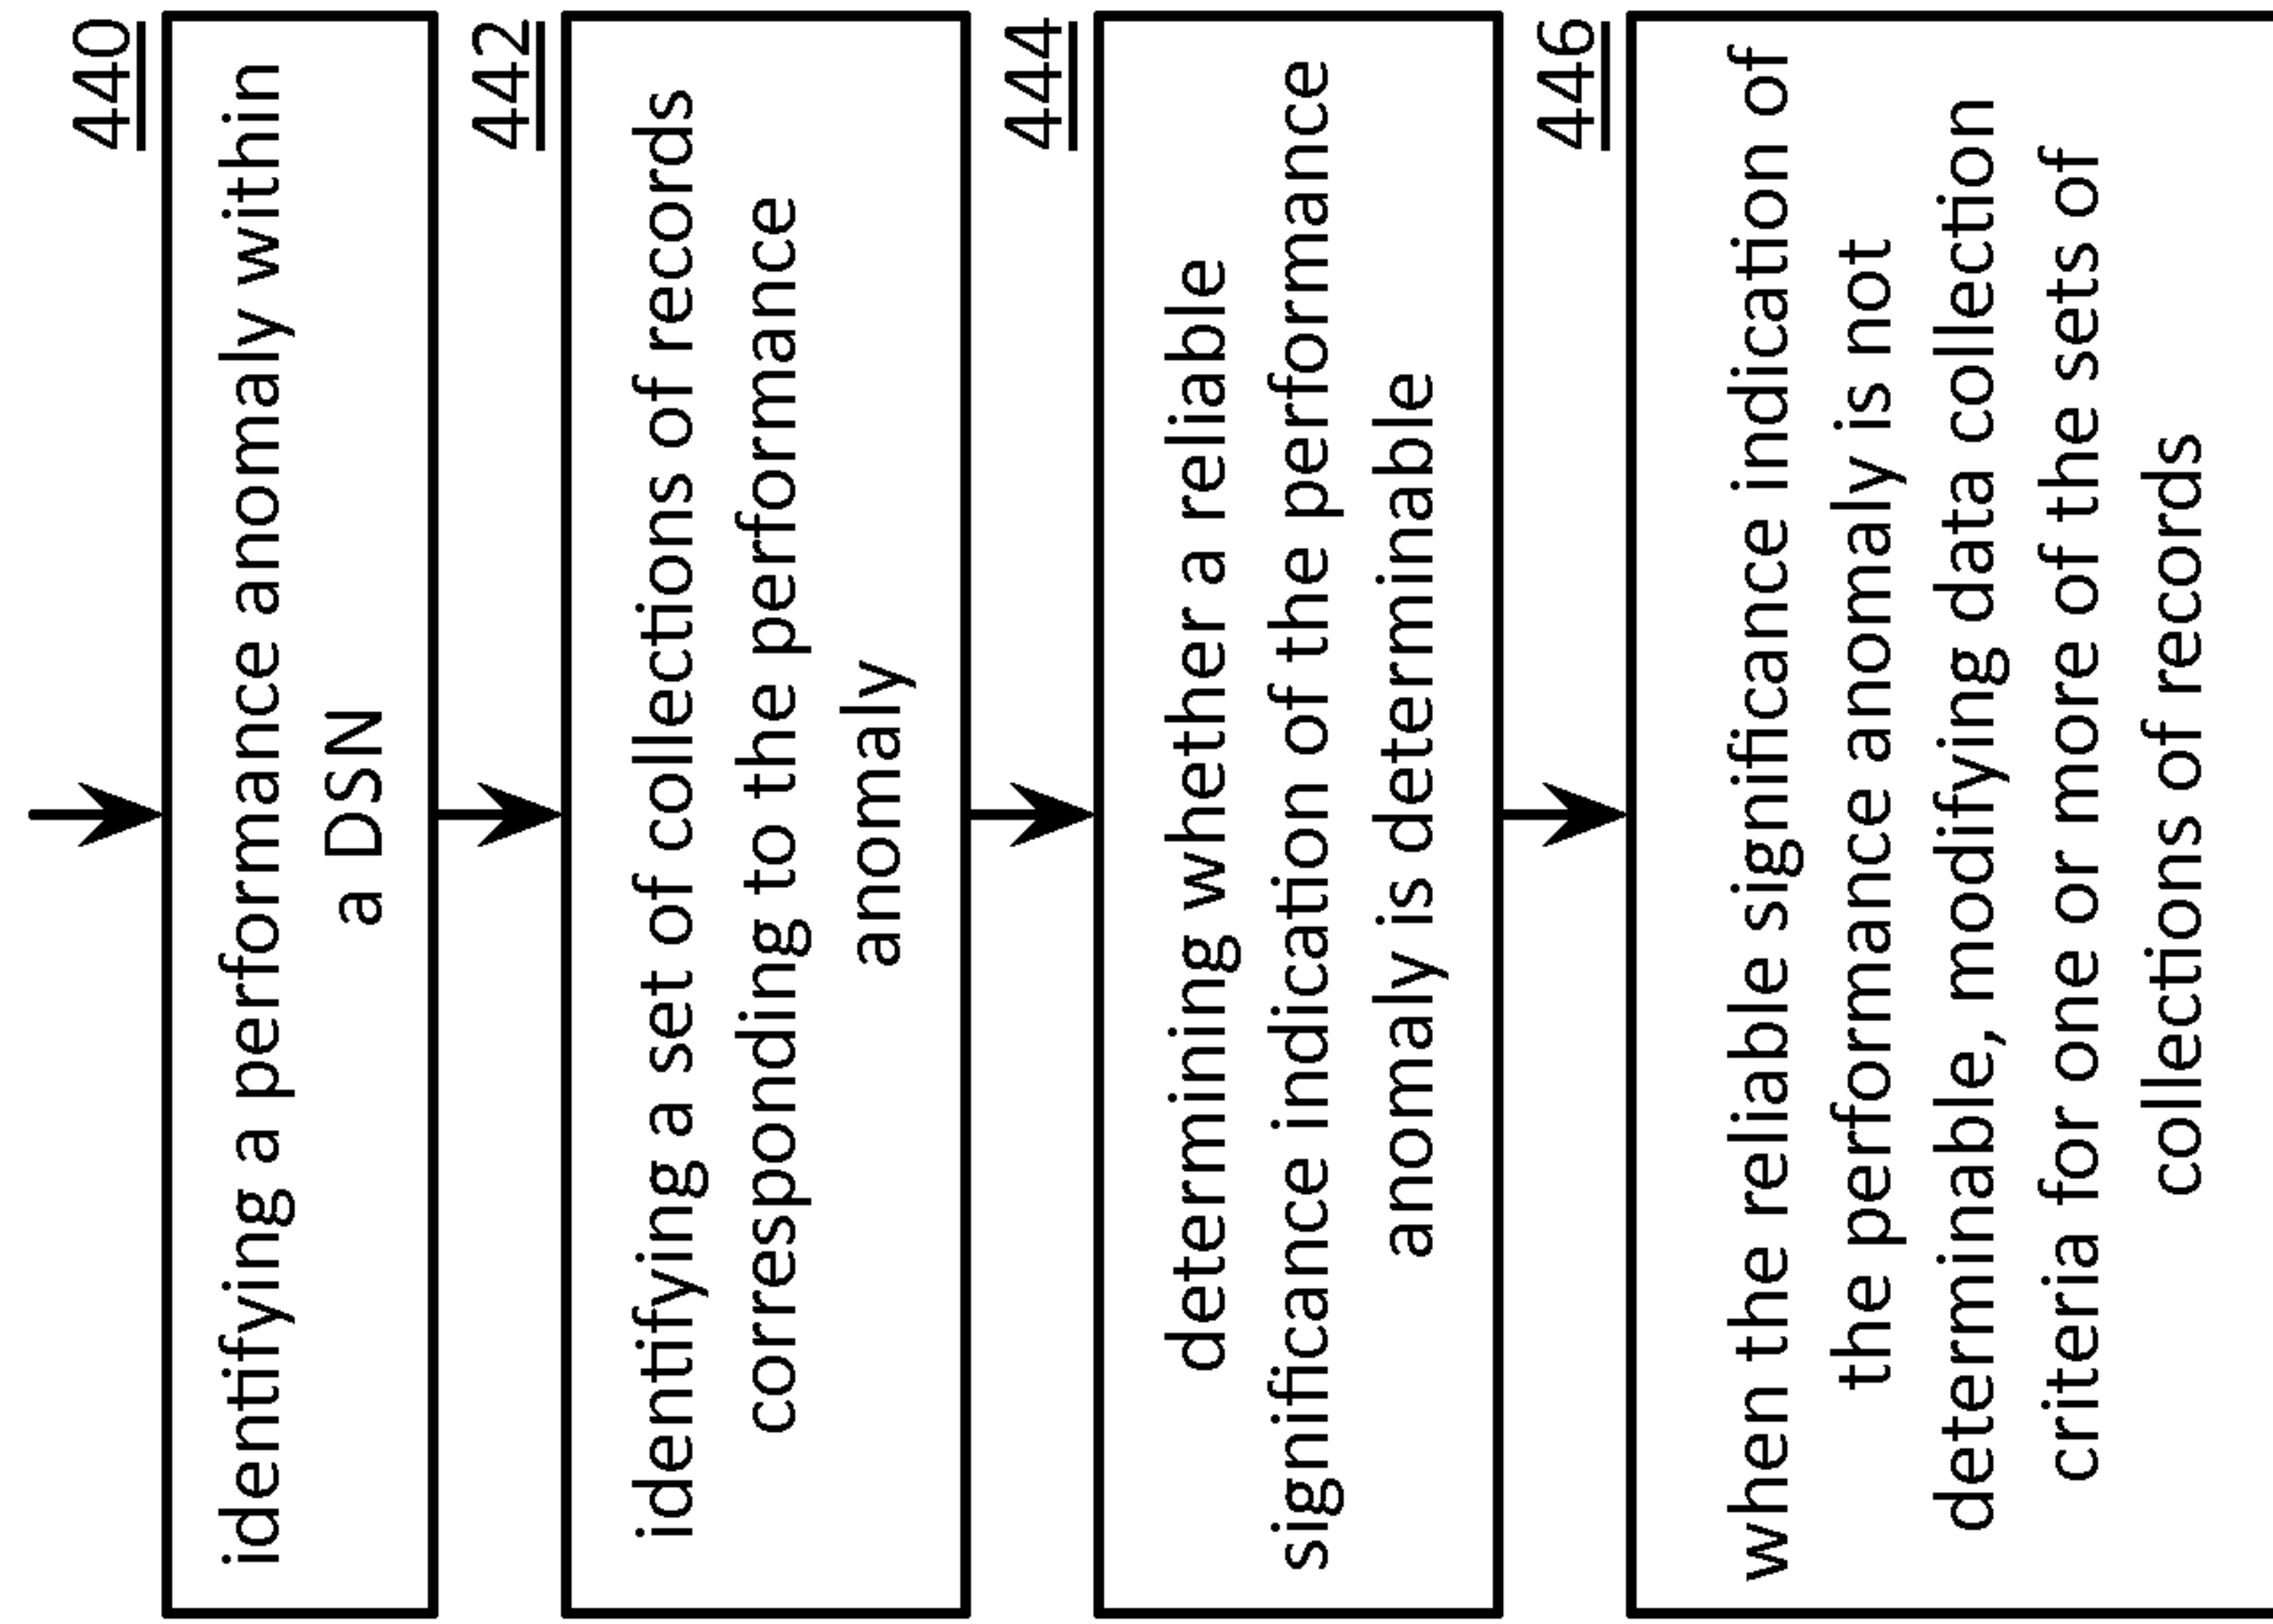 440
identifying a performance anomaly within
a DSN
442
identifying a set of collections of records
corresponding to the performance
anomaly
444
determining whether a reliable
significance indication of the performance
anomaly is determinable
446
when the reliable significance indication of
the performance anomaly is not
determinable, modifying data collection
criteria for one or more of the sets of
collections of records